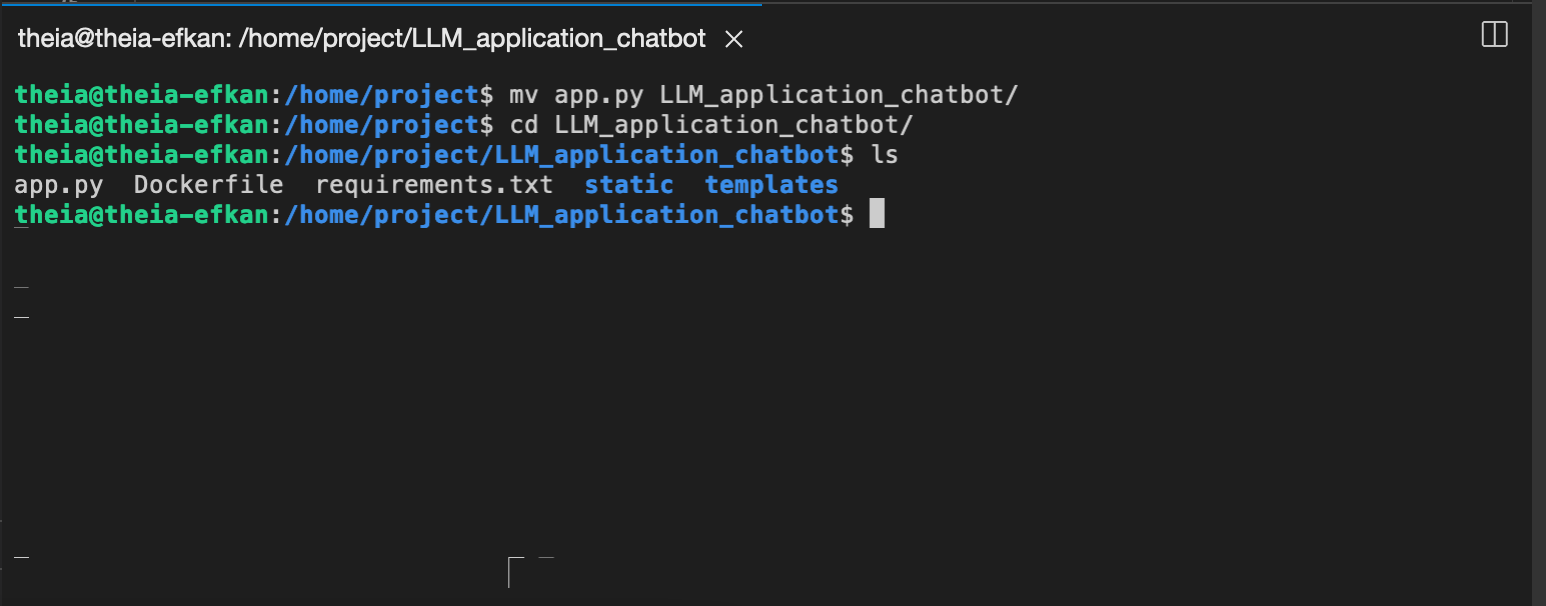 theia@theia-efkan: /home/project/LLM_application_chatbot
theia@theia-efkan:/home/project$ mv app.py LLM_application_chatbot/
theia@theia-efkan:/home/project$ cd LLM_application_chatbot/
theia@theia-efkan:/home/project/LLM_application_chatbot$ ls
app.py  Dockerfile  requirements.txt  static  templates
theia@theia-efkan:/home/project/LLM_application_chatbot$